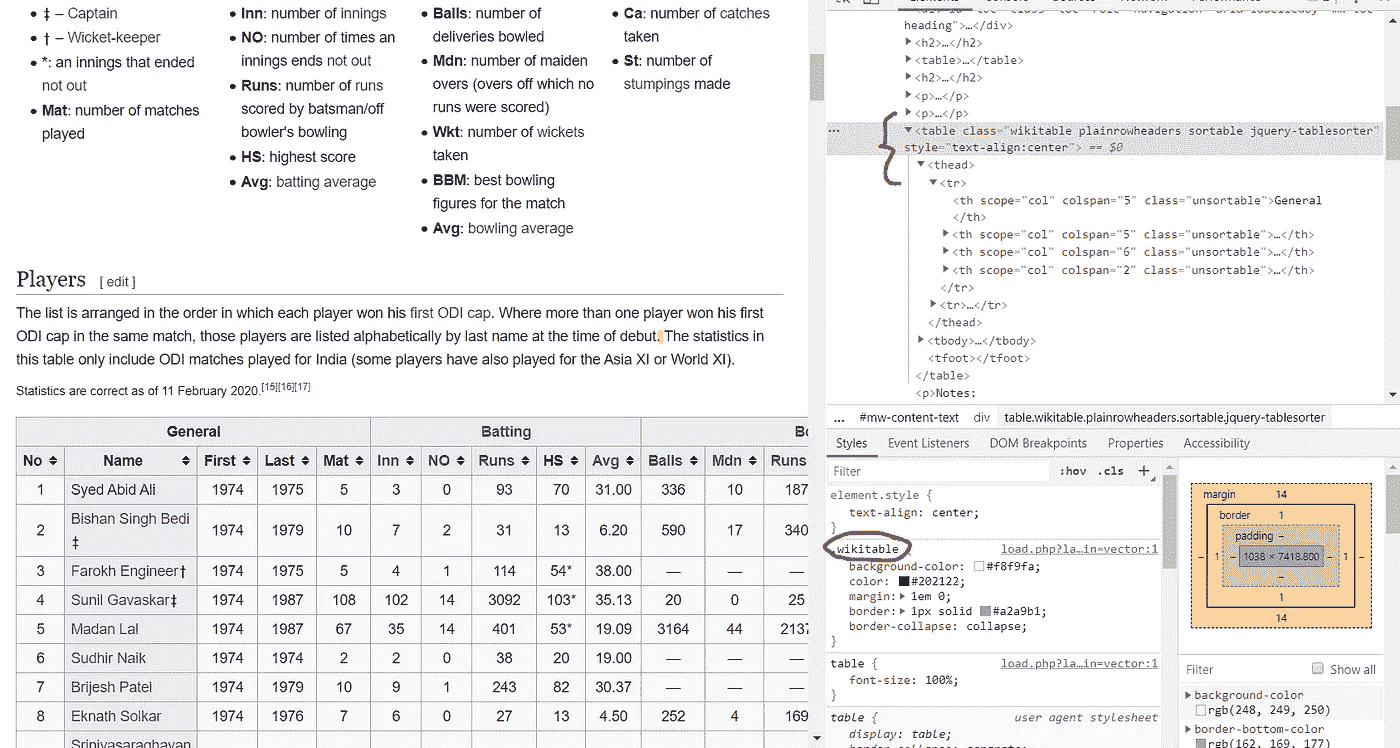 ‡ – Captain
† – Wicket-keeper
*: an innings that ended
not out
Mat: number of matches
played
Inn: number of innings
NO: number of times an
innings ends not out
Runs: number of runs
scored by batsman/off
bowler's bowling
HS: highest score
Avg: batting average
Balls: number of
deliveries bowled
Mdn: number of maiden
overs (overs off which no
runs were scored)
Wkt: number of wickets
taken
BBM: best bowling
figures for the match
Avg: bowling average
Ca: number of catches
taken
St: number of
stumpings made
Players [ edit ]
The list is arranged in the order in which each player won his first ODI cap. Where more than one player won his first
ODI cap in the same match, those players are listed alphabetically by last name at the time of debut. The statistics in
this table only include ODI matches played for India (some players have also played for the Asia XI or World XI).
Statistics are correct as of 11 February 2020.[15][16][17]
General Batting
No Name First Last Mat Inn NO Runs HS Avg Balls Mdn Runs
1 Syed Abid Ali 1974 1975 5 3 0 93 70 31.00 336 10 187
2 Bishan Singh Bedi ‡ 1974 1979 10 7 2 31 13 6.20 590 17 340
3 Farokh Engineer† 1974 1975 5 4 1 114 54* 38.00 — —
4 Sunil Gavaskar‡ 1974 1987 108 102 14 3092 103* 35.13 20 0 25
5 Madan Lal 1974 1987 67 35 14 401 53* 19.09 3164 44 2137
6 Sudhir Naik 1974 1974 2 2 0 38 20 19.00 — —
7 Brijesh Patel 1974 1979 10 9 1 243 82 30.37 — —
8 Eknath Solkar 1974 1976 7 6 0 27 13 4.50 252 4 169
Srinivasaraghavan
heading">…</div>
<h2>…</h2>
<table>…</table>
<h2>…</h2>
<p>…</p>
<p>…</p>
<table class="wikitable plainrowheaders sortable jquery-tablesorter"
style="text-align:center"> == $0
<thead>
<tr>
<th scope="col" colspan="5" class="unsortable">General
</th>
<th scope="col" colspan="5" class="unsortable">…</th>
<th scope="col" colspan="6" class="unsortable">…</th>
<th scope="col" colspan="2" class="unsortable">…</th>
</tr>
<tr>…</tr>
</thead>
<tbody>…</tbody>
<tfoot></tfoot>
</table>
<p>Notes:
... #mw-content-text div table.wikitable.plainrowheaders.sortable.jquery-tablesorter
Styles Event Listeners DOM Breakpoints Properties Accessibility
Filter :hov .cls +
element.style {
text-align: center;
}
.wikitable load.php?la…in=vector:1
{
background-color: #f8f9fa;
color: #202122;
margin: 1em 0;
border: 1px solid #a2a9b1;
border-collapse: collapse;
}
table { load.php?la…in=vector:1
font-size: 100%;
}
table { user agent stylesheet
display: table;
margin 14
border 1
padding –
– 1 – 1038 × 7418.800 – 1 –
–
1
14
Filter Show all
background-color
rgb(248, 249, 250)
border-bottom-color
rgb(162, 169, 177)